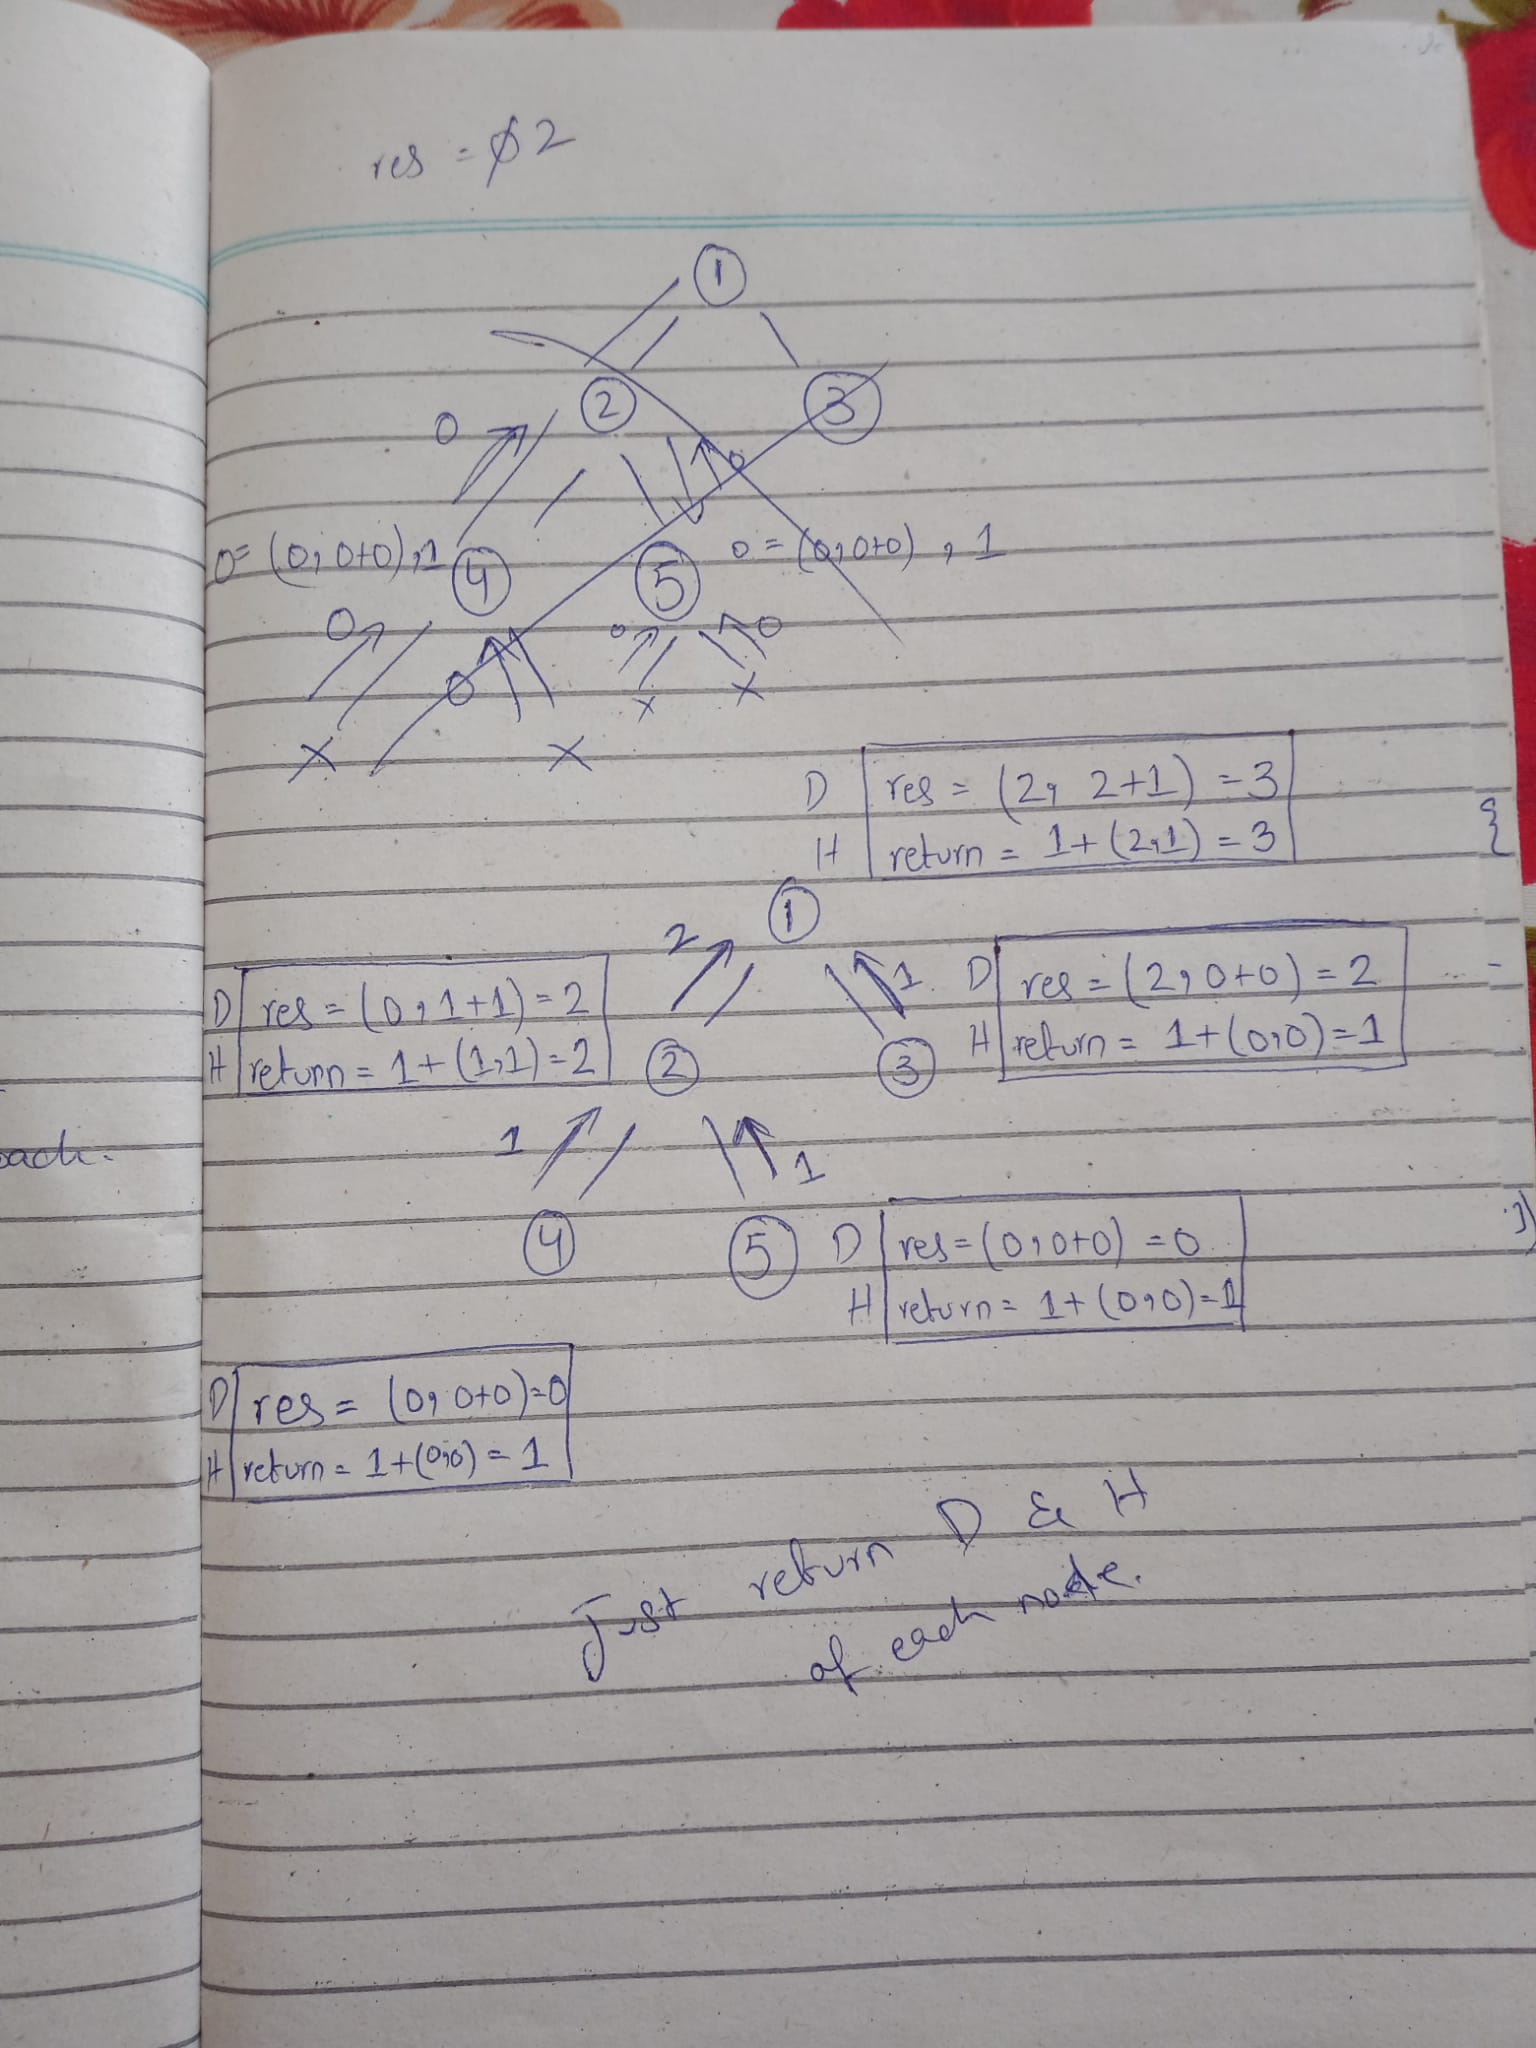 res = 0 2
1
2 3
0 0
0= (0, 0+0), 1 4 5 0 = (0, 0+0) , 1
0 0 0 0
x x x x
D res = (2, 2+1) = 3
H return = 1+ (2,1) = 3
1
2 1
D res = (0, 1+1) = 2
H return = 1+ (1,1) = 2
2 3
D res = (2, 0+0) = 2
H return = 1+(0,0) = 1
1 1
4 5
D res = (0,0+0) = 0
H return = 1+ (0,0) = 1
D res = (0, 0+0) = 0
H return = 1+(0,0) = 1
Just return D & H
of each node.